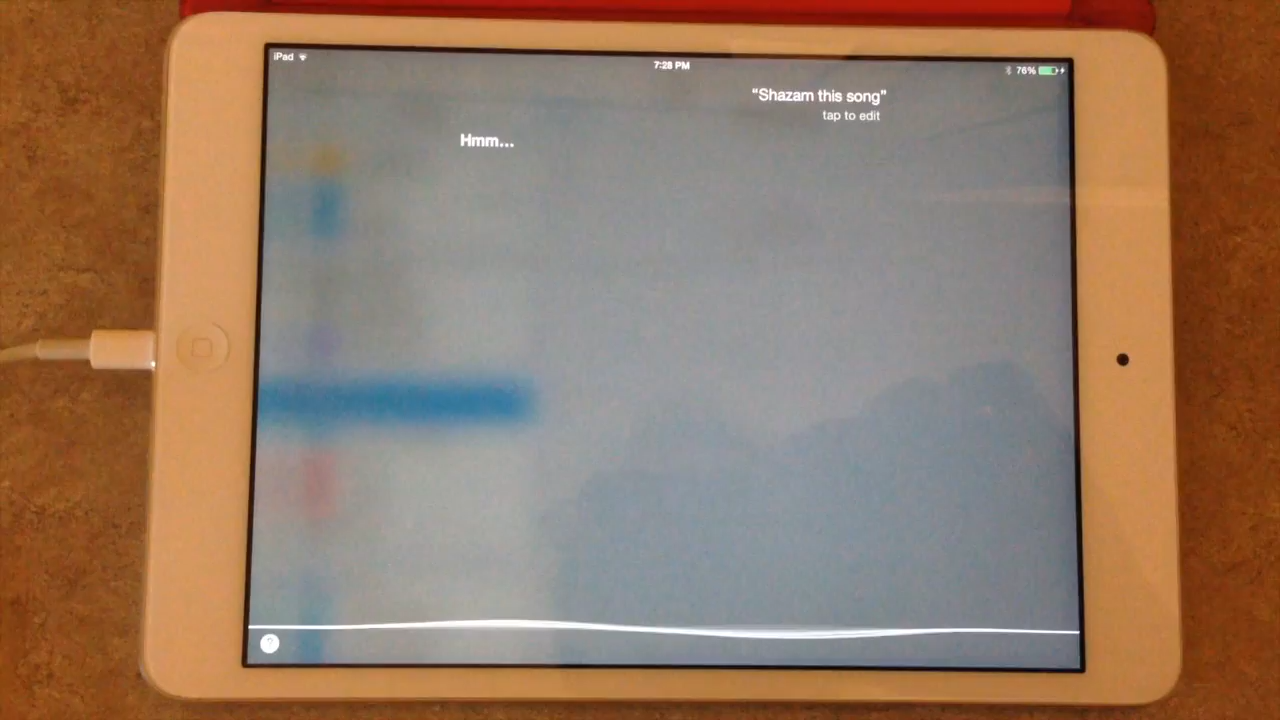 iPad
7:28 PM
76%
“Shazam this song”
tap to edit
Hmm...
?